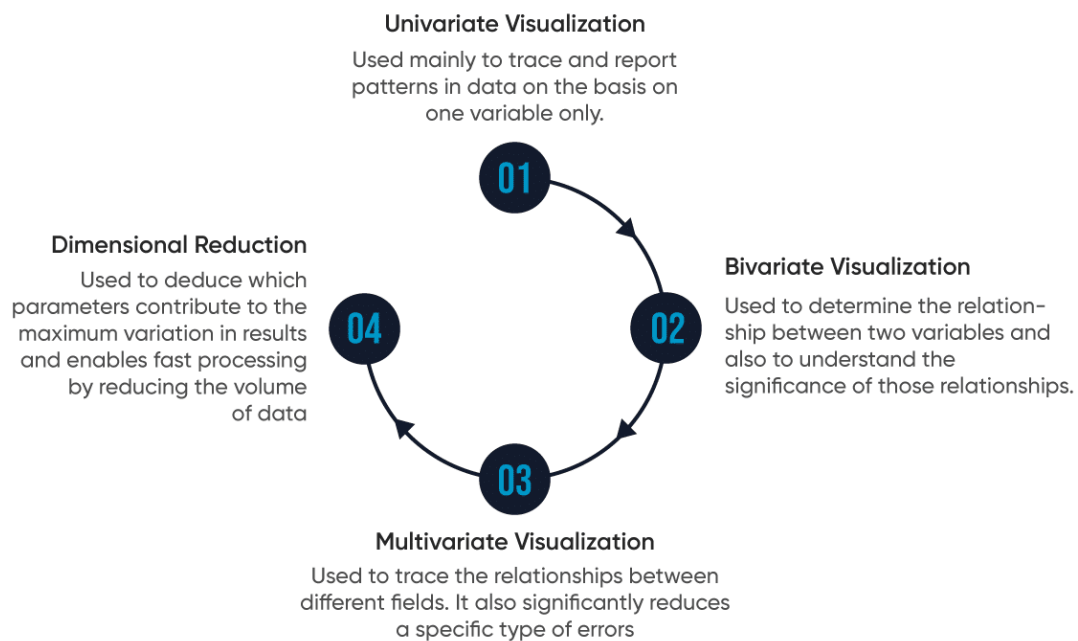 Univariate Visualization
Used mainly to trace and report
patterns in data on the basis on
one variable only.
01
Bivariate Visualization
Used to determine the relation-
ship between two variables and
also to understand the
significance of those relationships.
02
03
Multivariate Visualization
Used to trace the relationships between
different fields. It also significantly reduces
a specific type of errors
Dimensional Reduction
Used to deduce which
parameters contribute to the
maximum variation in results
and enables fast processing
by reducing the volume
of data
04